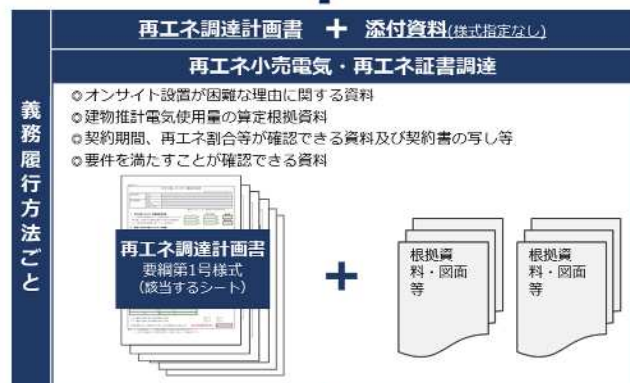 再エネ調達計画書 ＋ 添付資料(様式指定なし)
再エネ小売電気・再エネ証書調達
義務履行方法ごと
◎オンサイト設置が困難な理由に関する資料
◎建物推計電気使用量の算定根拠資料
◎契約期間、再エネ割合等が確認できる資料及び契約書の写し等
◎要件を満たすことが確認できる資料
再エネ調達計画書
要綱第1号様式
（該当するシート）
＋
根拠資
料・図面
等
根拠資
料・図面
等